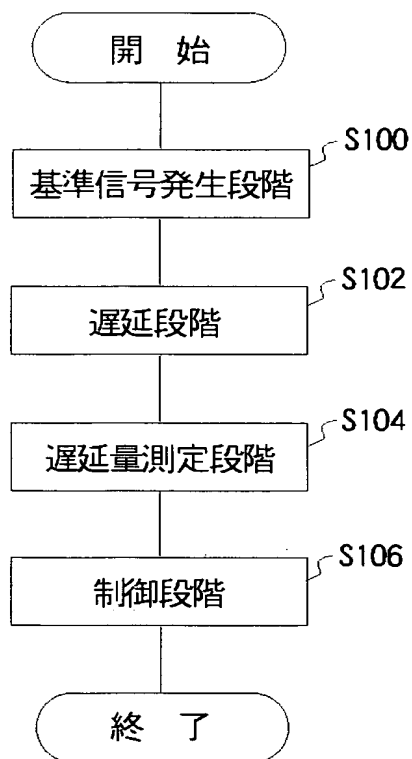 開 始
S100
基準信号発生段階
S102
遅延段階
S104
遅延量測定段階
S106
制御段階
終 了